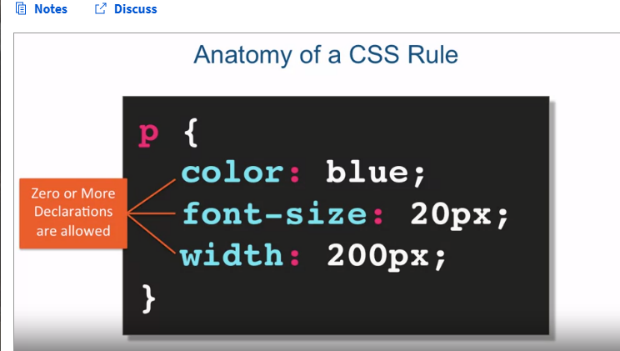 Notes
Discuss
Anatomy of a CSS Rule
p {
color: blue;
font-size: 20px;
width: 200px;
}
Zero or More
Declarations
are allowed